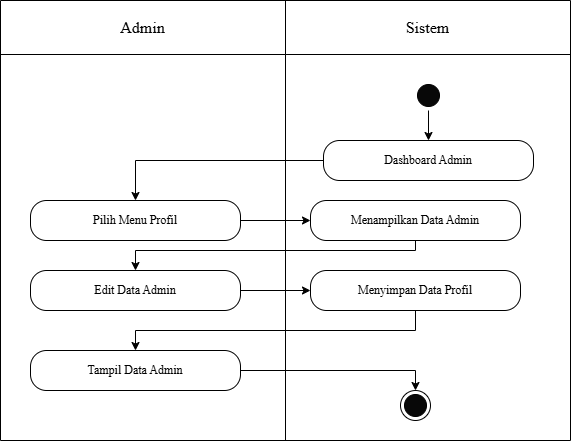 Admin
Sistem
Dashboard Admin
Pilih Menu Profil
Menampilkan Data Admin
Edit Data Admin
Menyimpan Data Profil
Tampil Data Admin